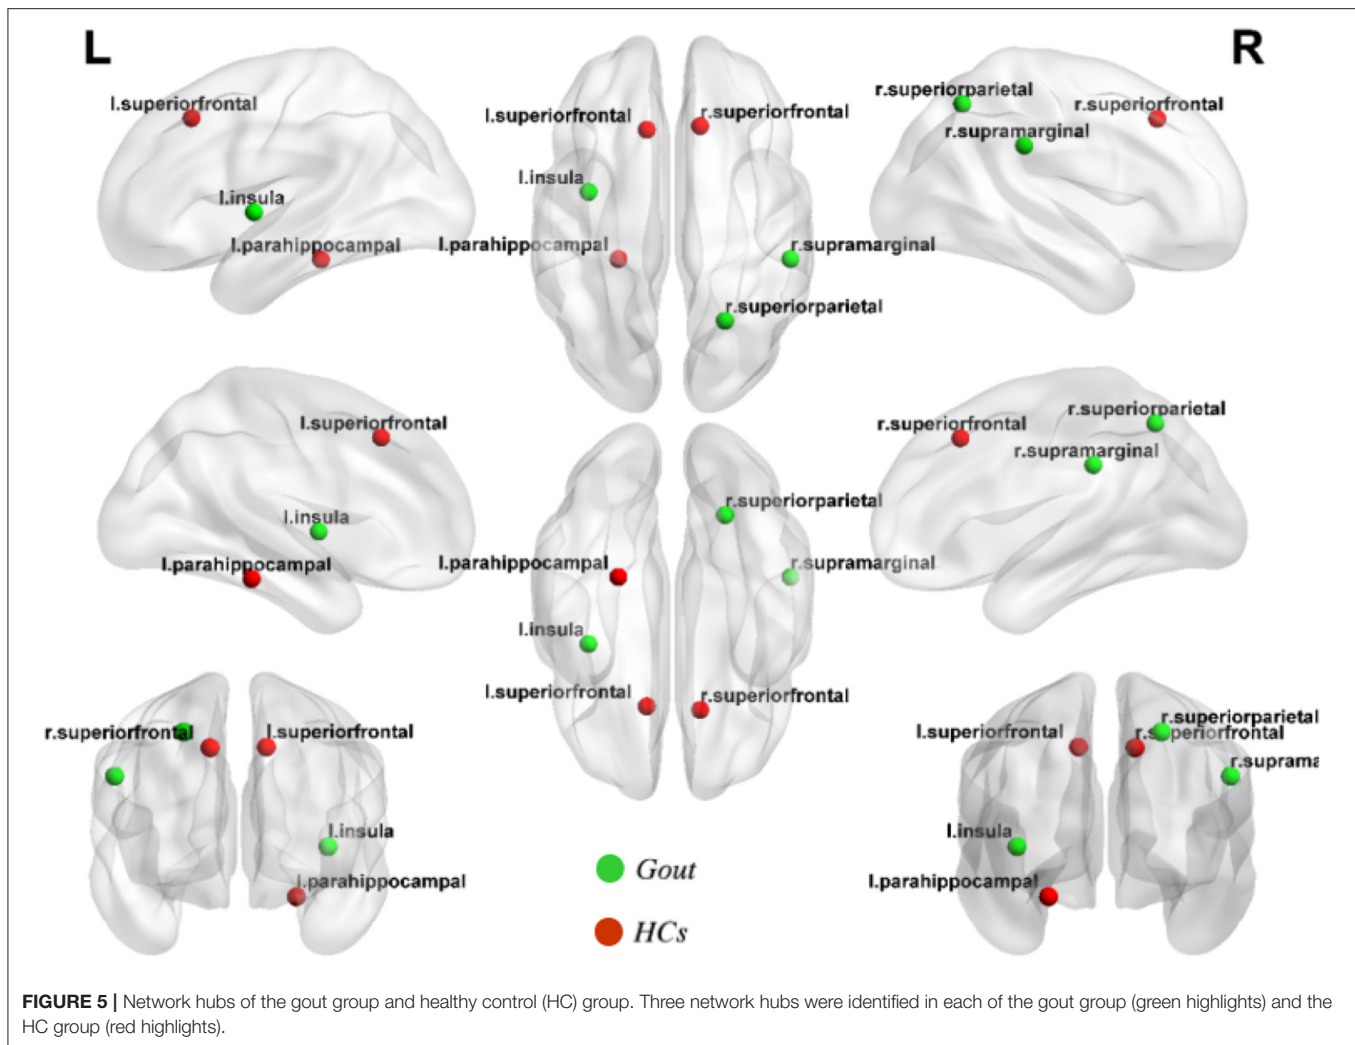 L
R
l.superiorfrontal
l.insula
l.parahippocampal
l.superiorfrontal
r.superiorfrontal
l.insula
l.parahippocampal
r.supramarginal
r.superiorparietal
r.superiorparietal
r.superiorfrontal
r.supramarginal
l.superiorfrontal
l.insula
l.parahippocampal
r.superiorparietal
l.parahippocampal
r.supramarginal
l.insula
l.superiorfrontal
r.superiorfrontal
r.superiorparietal
r.superiorfrontal
r.supramarginal
r.superiorfrontal
l.superiorfrontal
l.insula
l.parahippocampal
Gout
HCs
r.superiorparietal
l.superiorfrontal
r.superiorfrontal
r.suprama
l.insula
l.parahippocampal
FIGURE 5 | Network hubs of the gout group and healthy control (HC) group. Three network hubs were identified in each of the gout group (green highlights) and the
HC group (red highlights).